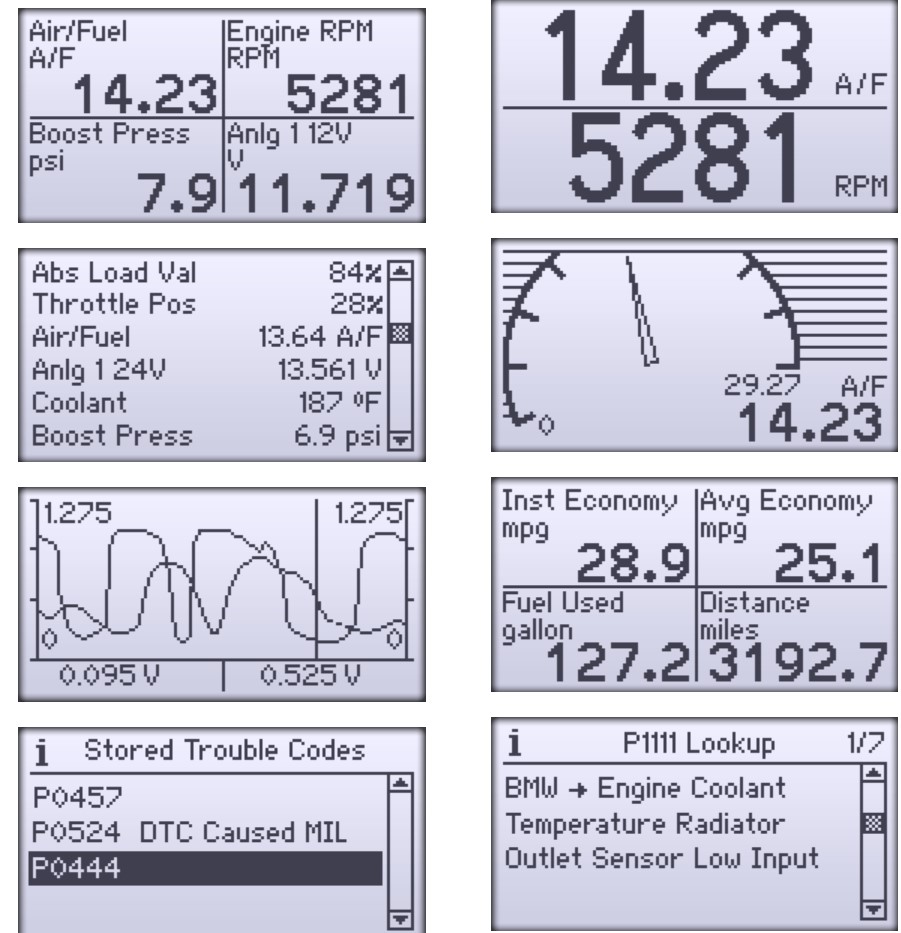 Air/Fuel
A/F
14.23
Engine RPM
RPM
5281
Boost Press
psi
7.9
Anlg 1 12V
V
11.719
14.23 A/F
5281 RPM
Abs Load Val 84%
Throttle Pos 28%
Air/Fuel 13.64 A/F
Anlg 1 24V 13.561 V
Coolant 187 ºF
Boost Press 6.9 psi
0
29.27 A/F
14.23
1.275 1.275
0 0
0.095 V 0.525 V
Inst Economy
mpg
28.9
Avg Economy
mpg
25.1
Fuel Used
gallon
127.2
Distance
miles
3192.7
i Stored Trouble Codes
P0457
P0524 DTC Caused MIL
P0444
i P1111 Lookup 1/7
BMW → Engine Coolant
Temperature Radiator
Outlet Sensor Low Input